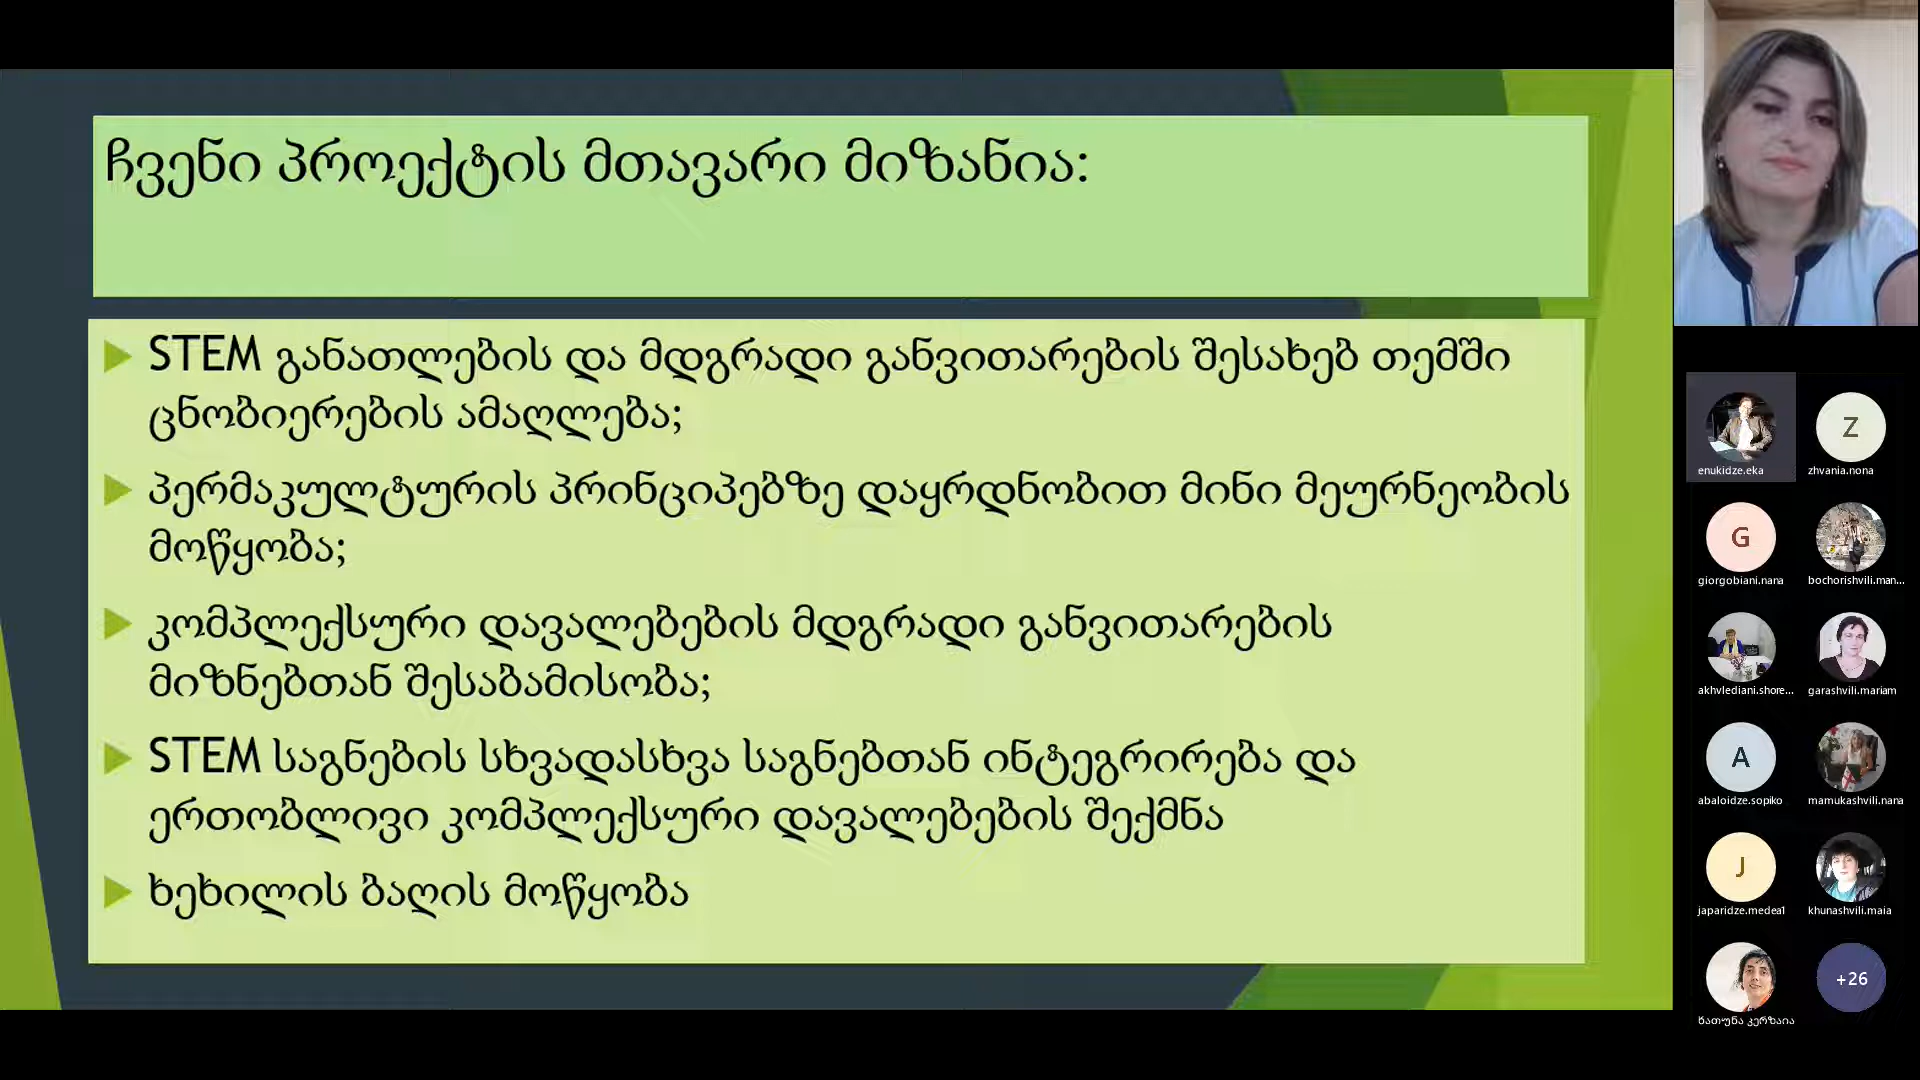 ჩვენი პროექტის მთავარი მიზანია:
STEM განათლების და მდგრადი განვითარების შესახებ თემში
ცნობიერების ამაღლება;
პერმაკულტურის პრინციპებზე დაყრდნობით მინი მეურნეობის
მოწყობა;
კომპლექსური დავალებების მდგრადი განვითარების
მიზნებთან შესაბამისობა;
STEM საგნების სხვადასხვა საგნებთან ინტეგრირება და
ერთობლივი კომპლექსური დავალებების შექმნა
ხეხილის ბაღის მოწყობა
enukidze.eka
Z
zhvania.nona
G
giorgobiani.nana
bochorishvili.man...
akhvlediani.shore...
garashvili.mariam
A
abaloidze.sopiko
mamukashvili.nana
J
japaridze.medea1
khunashvili.maia
ხათუნა კერზაია
+26